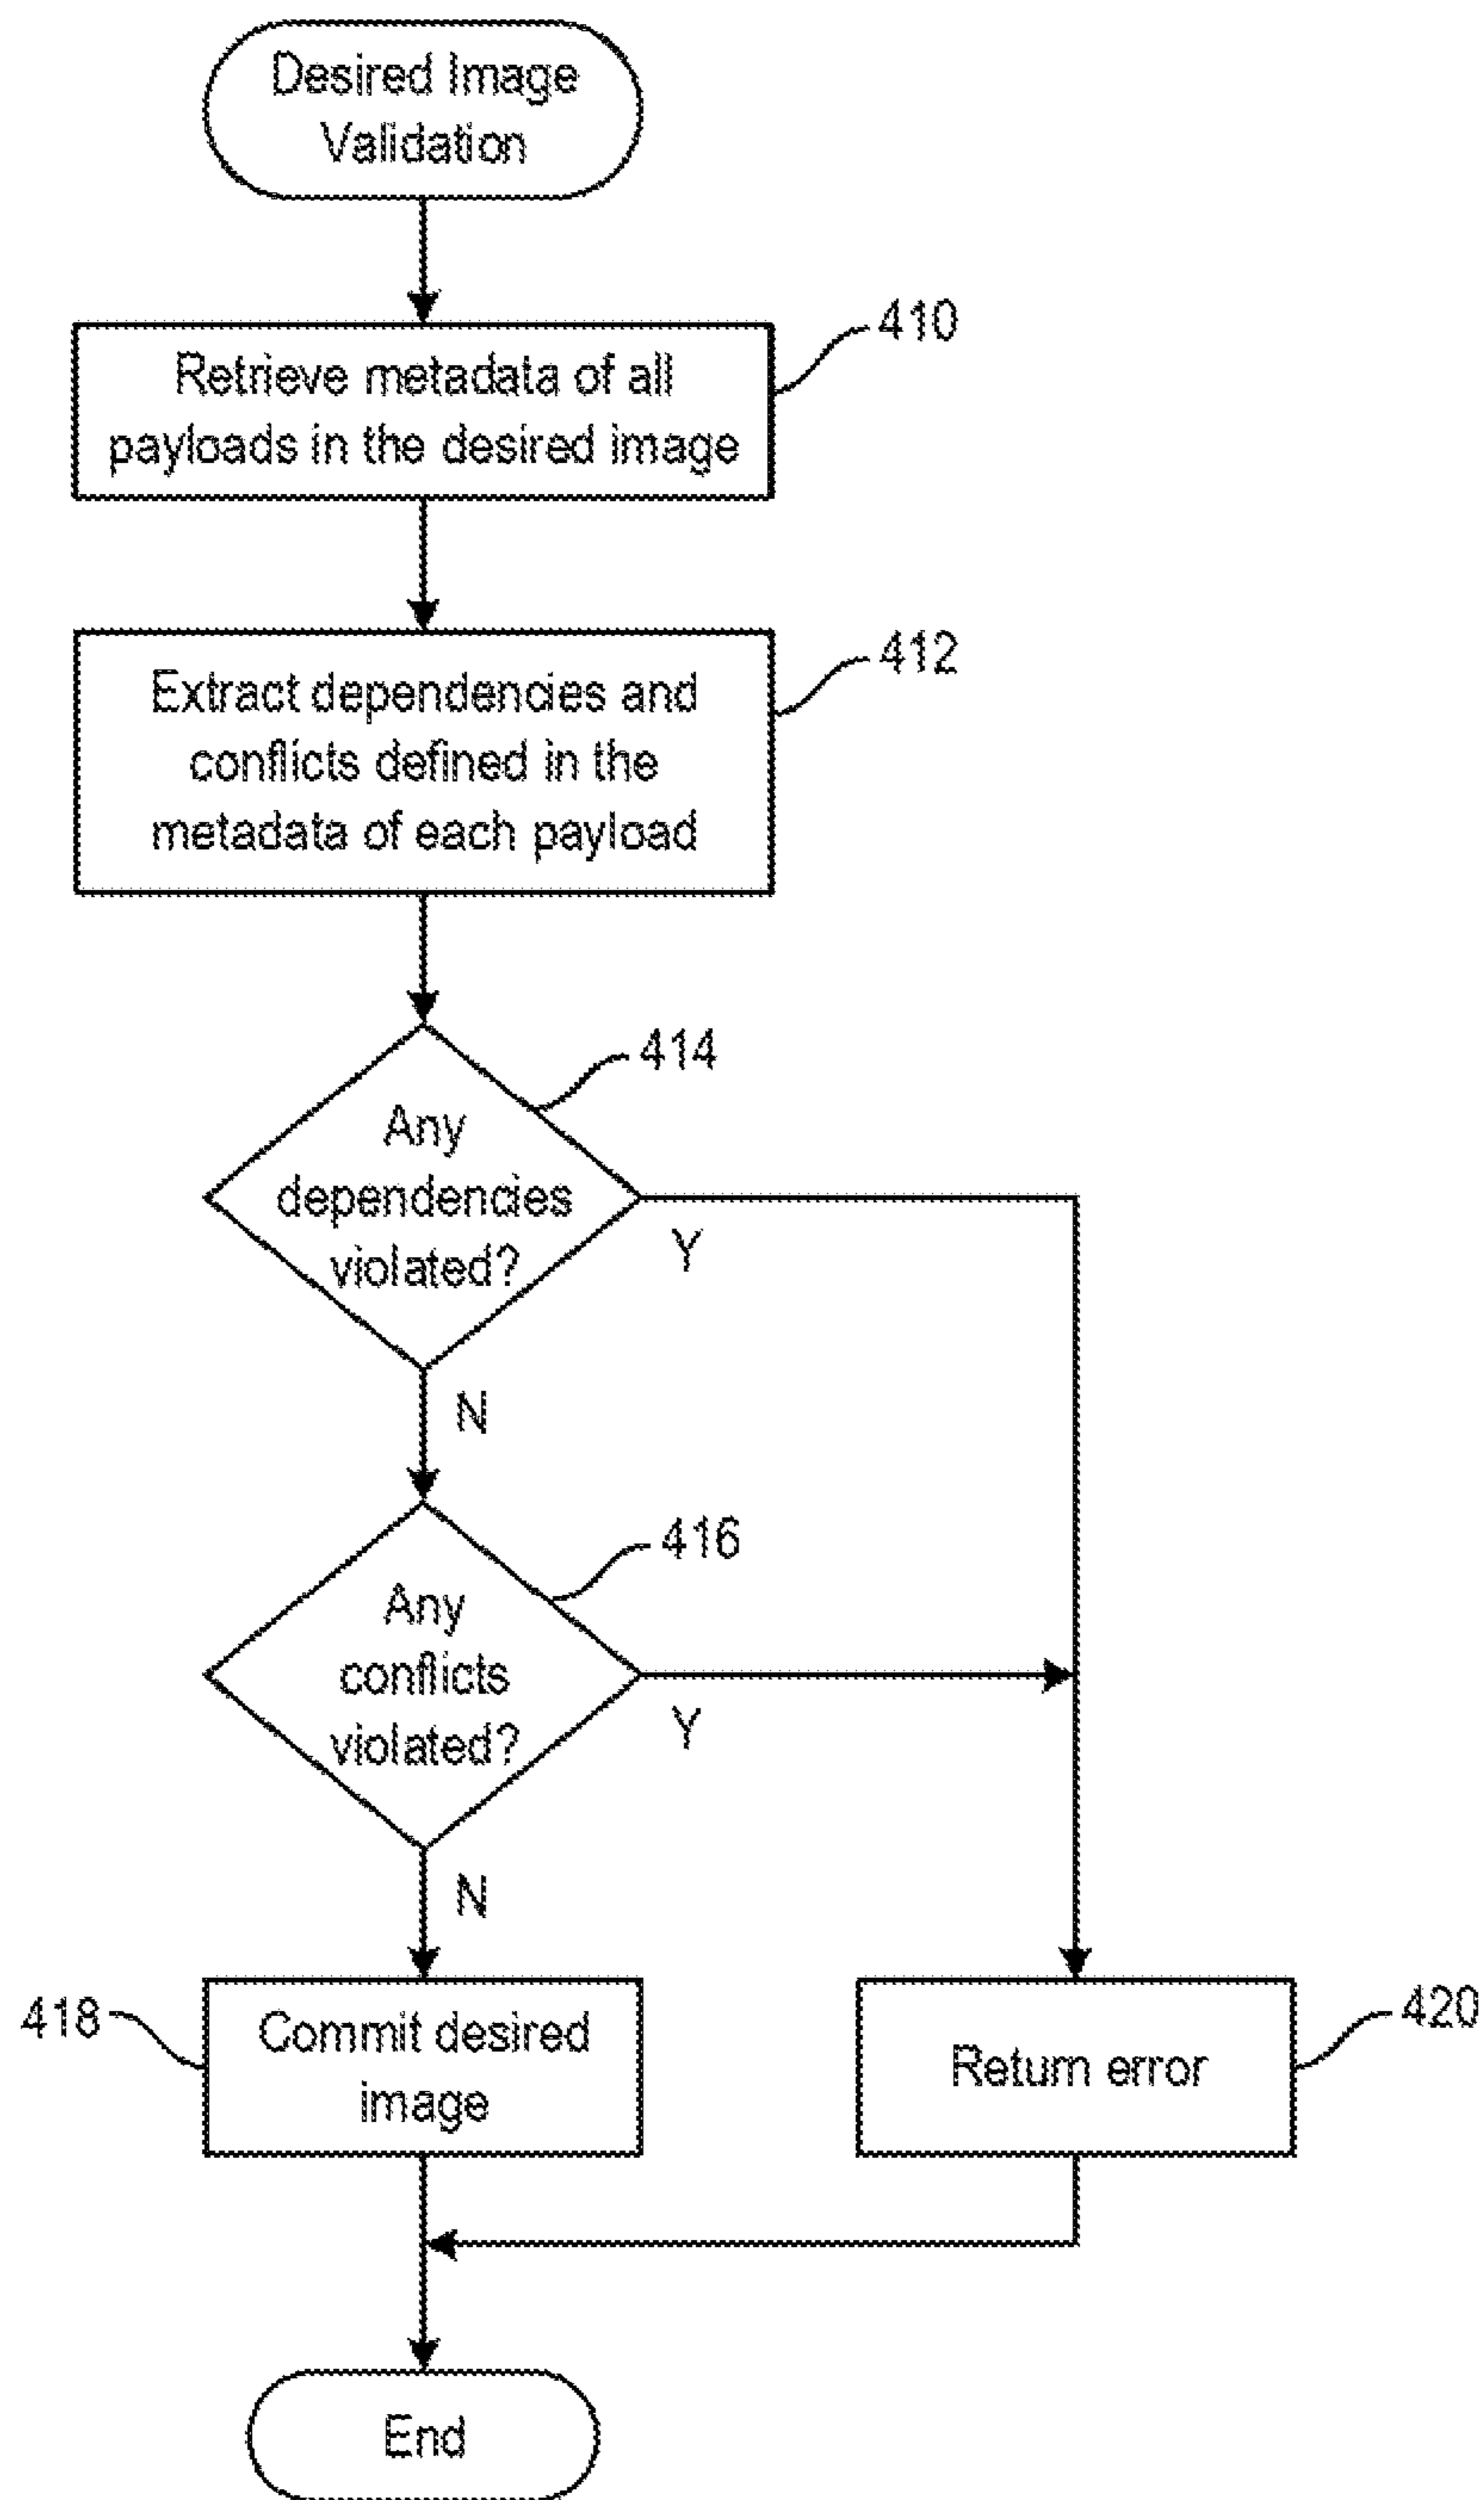 Desired Image
Validation
410
Retrieve metadata of all
payloads in the desired image
412
Extract dependencies and
conflicts defined in the
metadata of each payload
414
Any
dependencies
violated?
Y
N
416
Any
conflicts
violated?
Y
N
418
Commit desired
image
420
Return error
End